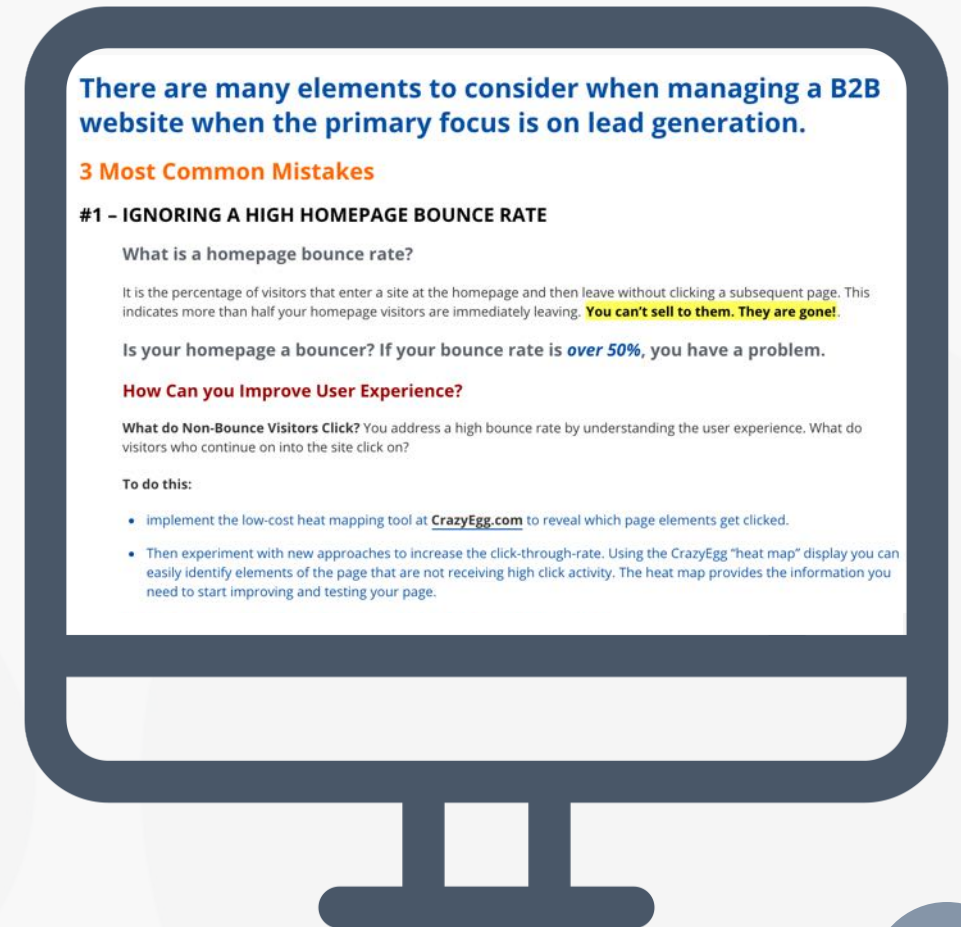 There are many elements to consider when managing a B2B
website when the primary focus is on lead generation.
3 Most Common Mistakes
#1 – IGNORING A HIGH HOMEPAGE BOUNCE RATE
What is a homepage bounce rate?
It is the percentage of visitors that enter a site at the homepage and then leave without clicking a subsequent page. This
indicates more than half your homepage visitors are immediately leaving. You can't sell to them. They are gone!.
Is your homepage a bouncer? If your bounce rate is over 50%, you have a problem.
How Can you Improve User Experience?
What do Non-Bounce Visitors Click? You address a high bounce rate by understanding the user experience. What do
visitors who continue on into the site click on?
To do this:
• implement the low-cost heat mapping tool at CrazyEgg.com to reveal which page elements get clicked.
• Then experiment with new approaches to increase the click-through-rate. Using the CrazyEgg "heat map" display you can
easily identify elements of the page that are not receiving high click activity. The heat map provides the information you
need to start improving and testing your page.